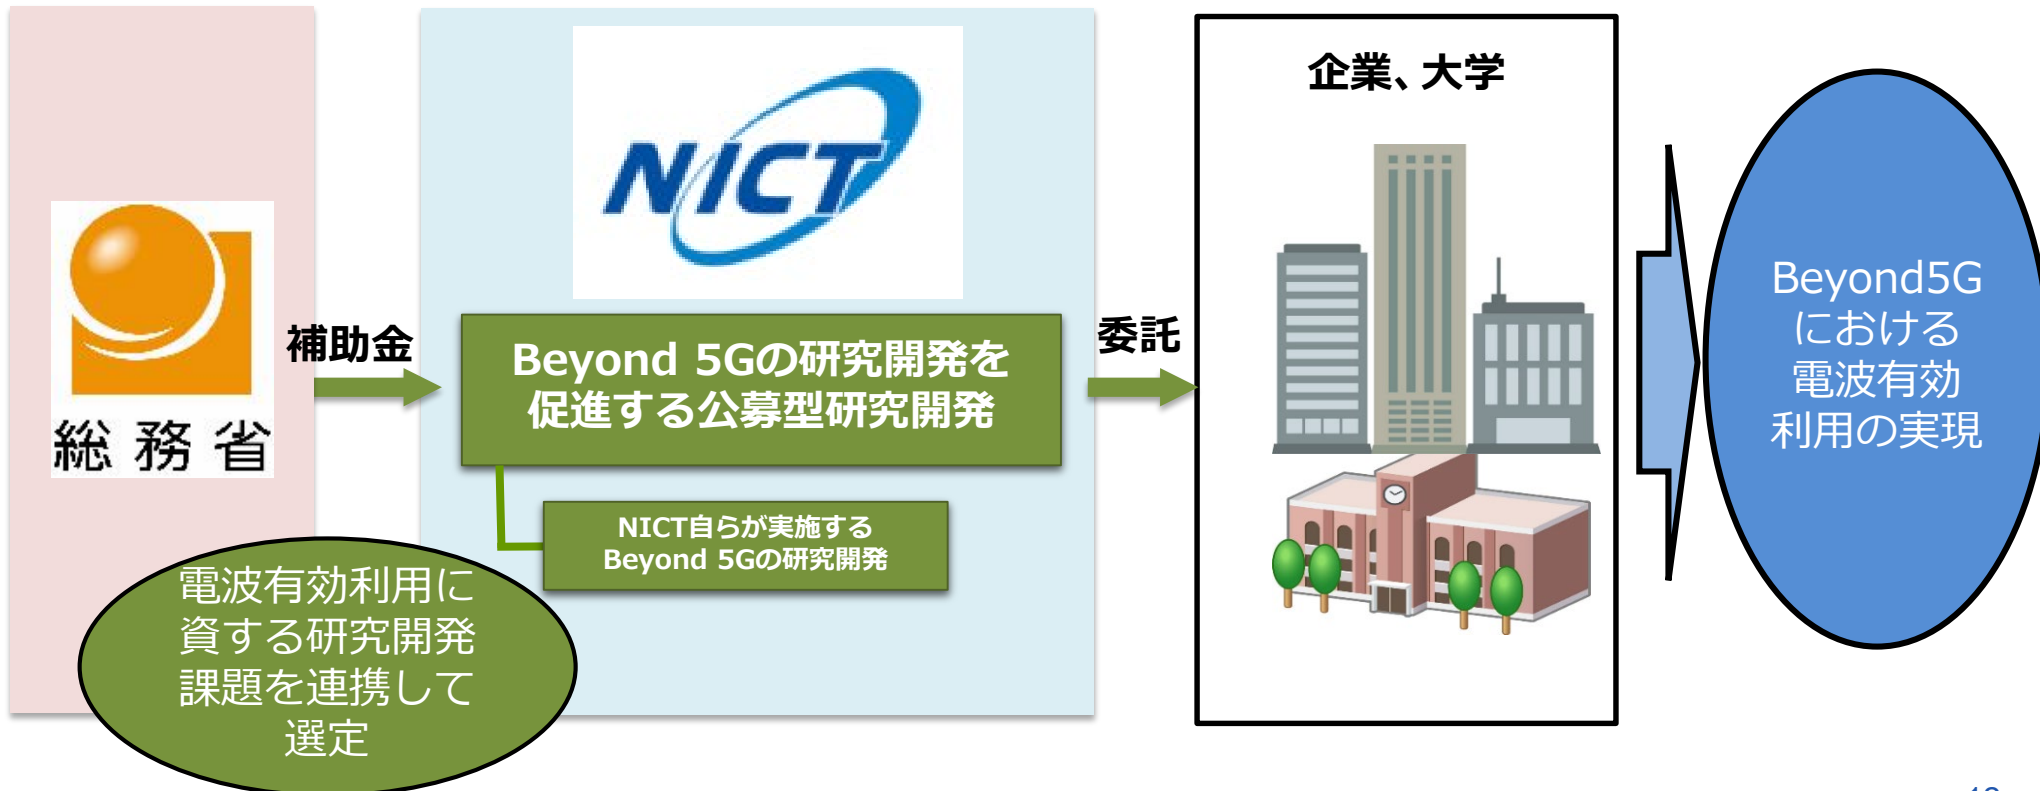 総務省
補助金
NICT
Beyond 5Gの研究開発を
促進する公募型研究開発
NICT自らが実施する
Beyond 5Gの研究開発
電波有効利用に
資する研究開発
課題を連携して
選定
委託
企業、大学
Beyond5G
における
電波有効
利用の実現